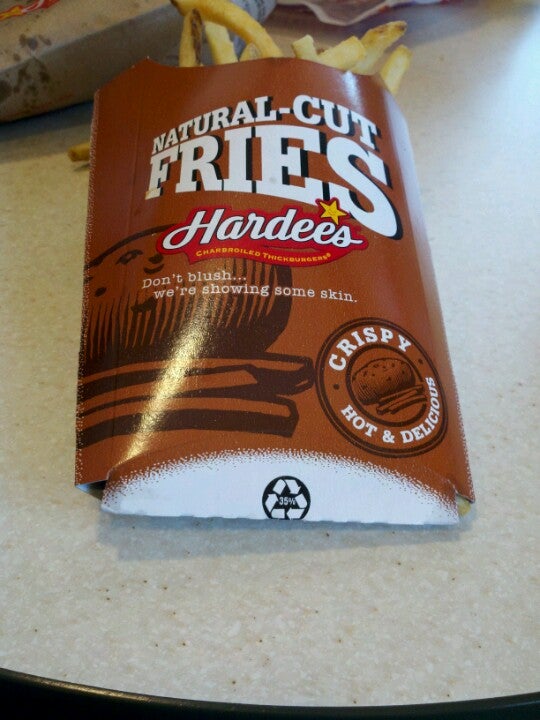 NATURAL-CUT
FRIES
Hardee's
CHARBROILED THICKBURGERS®
Don't blush...
we're showing some skin.
CRISPY
HOT & DELICIOUS
35%